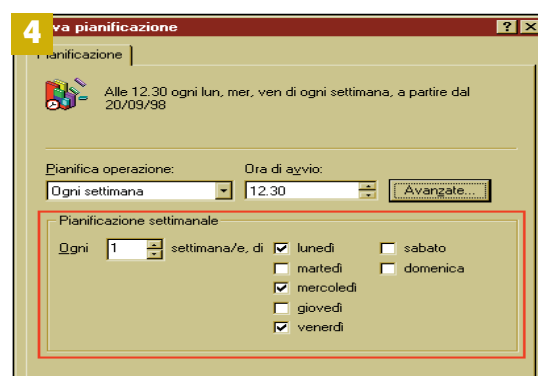 4
va pianificazione
ianificazione
Alle 12.30 ogni lun, mer, ven di ogni settimana, a partire dal
20/09/98
Pianifica operazione:
Ora di avvio:
Ogni settimana
12.30
Avanzate...
Pianificazione settimanale
Ogni 1 settimana/e, di
lunedì
sabato
martedì
domenica
mercoledì
giovedì
venerdì